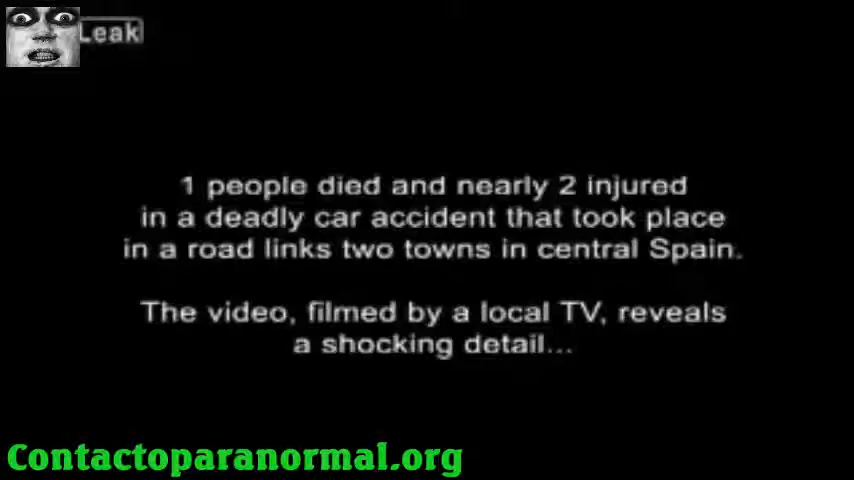 Leak
1 people died and nearly 2 injured
in a deadly car accident that took place
in a road links two towns in central Spain.
The video, filmed by a local TV, reveals
a shocking detail...
Contactoparanormal.org